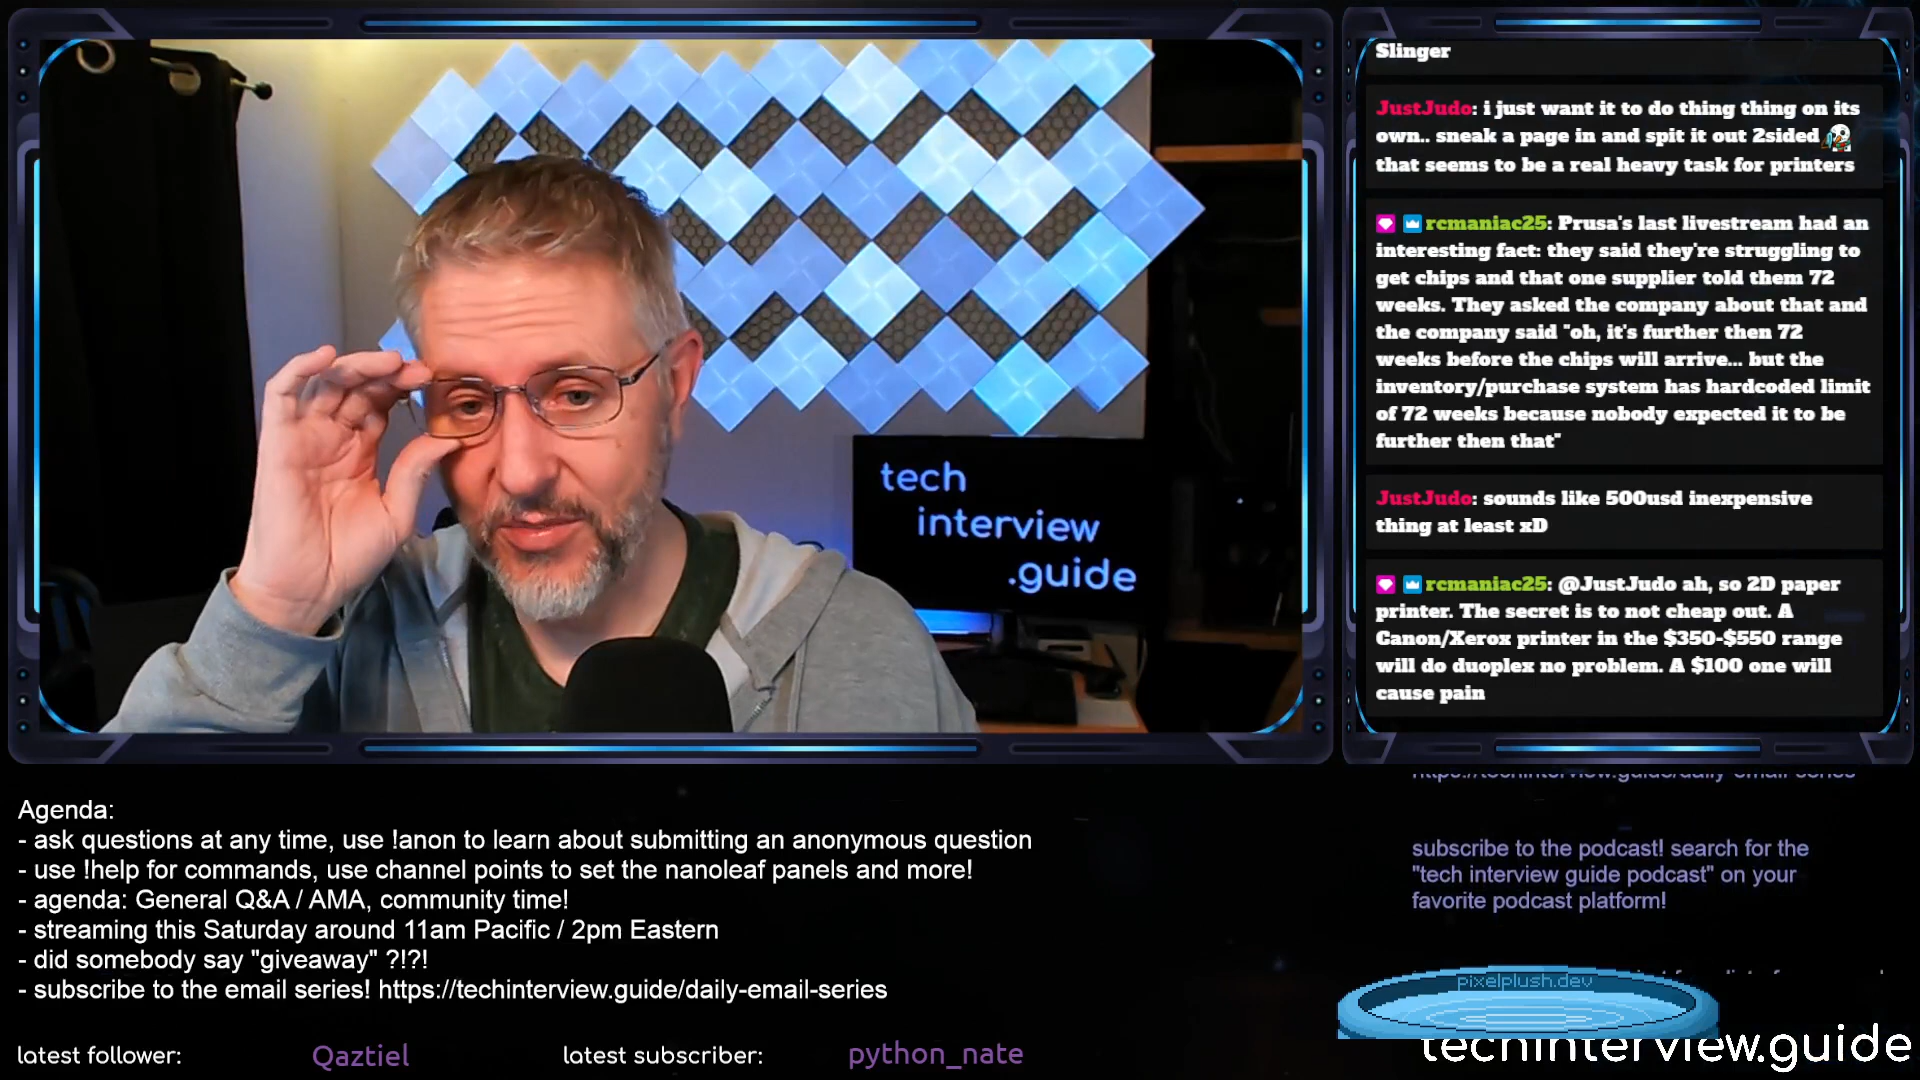 tech
interview
.guide
Slinger
JustJudo: i just want it to do thing thing on its
own.. sneak a page in and spit it out 2sided
that seems to be a real heavy task for printers
rcmaniac25: Prusa's last livestream had an
interesting fact: they said they're struggling to
get chips and that one supplier told them 72
weeks. They asked the company about that and
the company said "oh, it's further then 72
weeks before the chips will arrive... but the
inventory/purchase system has hardcoded limit
of 72 weeks because nobody expected it to be
further then that"
JustJudo: sounds like 500usd inexpensive
thing at least xD
rcmaniac25: @JustJudo ah, so 2D paper
printer. The secret is to not cheap out. A
Canon/Xerox printer in the $350-$550 range
will do duoplex no problem. A $100 one will
cause pain
Agenda:
- ask questions at any time, use !anon to learn about submitting an anonymous question
- use !help for commands, use channel points to set the nanoleaf panels and more!
- agenda: General Q&A / AMA, community time!
- streaming this Saturday around 11am Pacific / 2pm Eastern
- did somebody say "giveaway" ?!?!
- subscribe to the email series! https://techinterview.guide/daily-email-series
latest follower: Qaztiel latest subscriber: python_nate
https://techinterview.guide/daily-email-series
subscribe to the podcast! search for the
"tech interview guide podcast" on your
favorite podcast platform!
pixelplush.dev
techinterview.guide